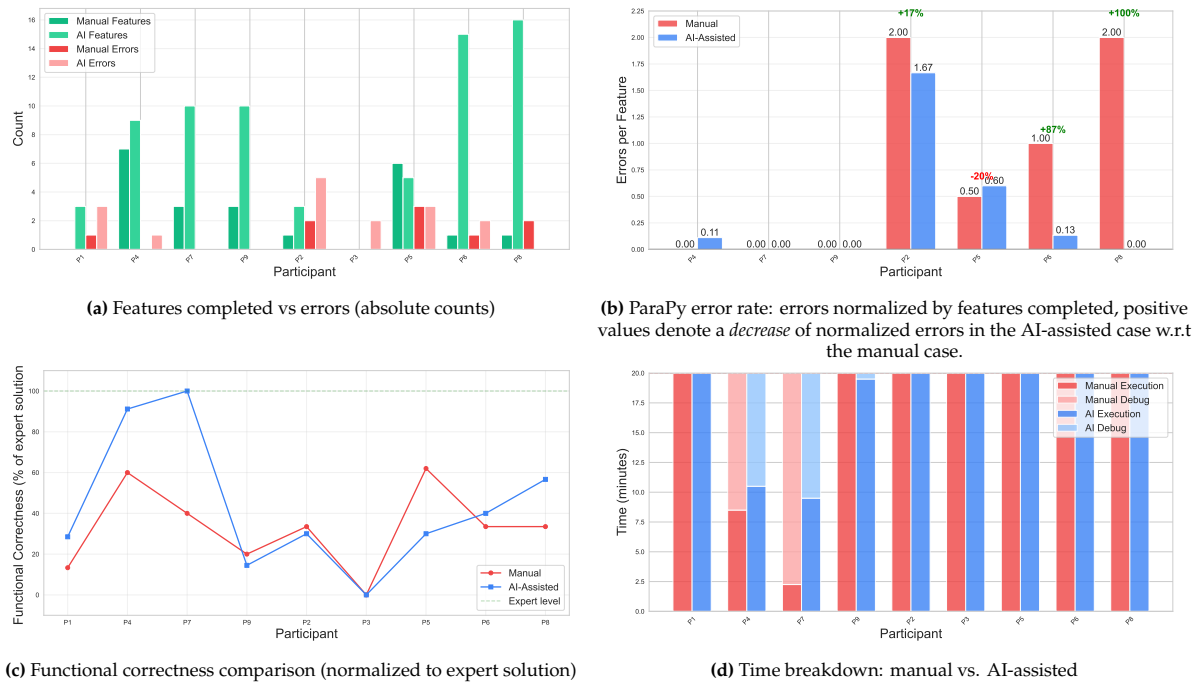 Manual Features
AI Features
Manual Errors
AI Errors
16
14
12
10
8
6
4
2
0
Count
P1
P4
P7
P9
P2
P3
P5
P6
P8
Participant
(a) Features completed vs errors (absolute counts)
Manual
AI-Assisted
2.25
2.00
1.75
1.50
1.25
1.00
0.75
0.50
0.25
0.00
Errors per Feature
+17%
+100%
2.00
1.67
2.00
+87%
1.00
-20%
0.50
0.60
0.00
0.11
0.00
0.00
0.00
0.00
0.13
0.00
P4
P7
P9
P2
P5
P6
P8
Participant
(b) ParaPy error rate: errors normalized by features completed, positive
values denote a decrease of normalized errors in the AI-assisted case w.r.t
the manual case.
Functional Correctness (% of expert solution
100
80
60
40
20
0
Manual
AI-Assisted
Expert level
P1
P4
P7
P9
P2
P3
P5
P6
P8
Participant
(c) Functional correctness comparison (normalized to expert solution)
Time (minutes)
20.0
17.5
15.0
12.5
10.0
7.5
5.0
2.5
0.0
Manual Execution
Manual Debug
AI Execution
AI Debug
P1
P4
P7
P9
P2
P3
P5
P6
P8
Participant
(d) Time breakdown: manual vs. AI-assisted